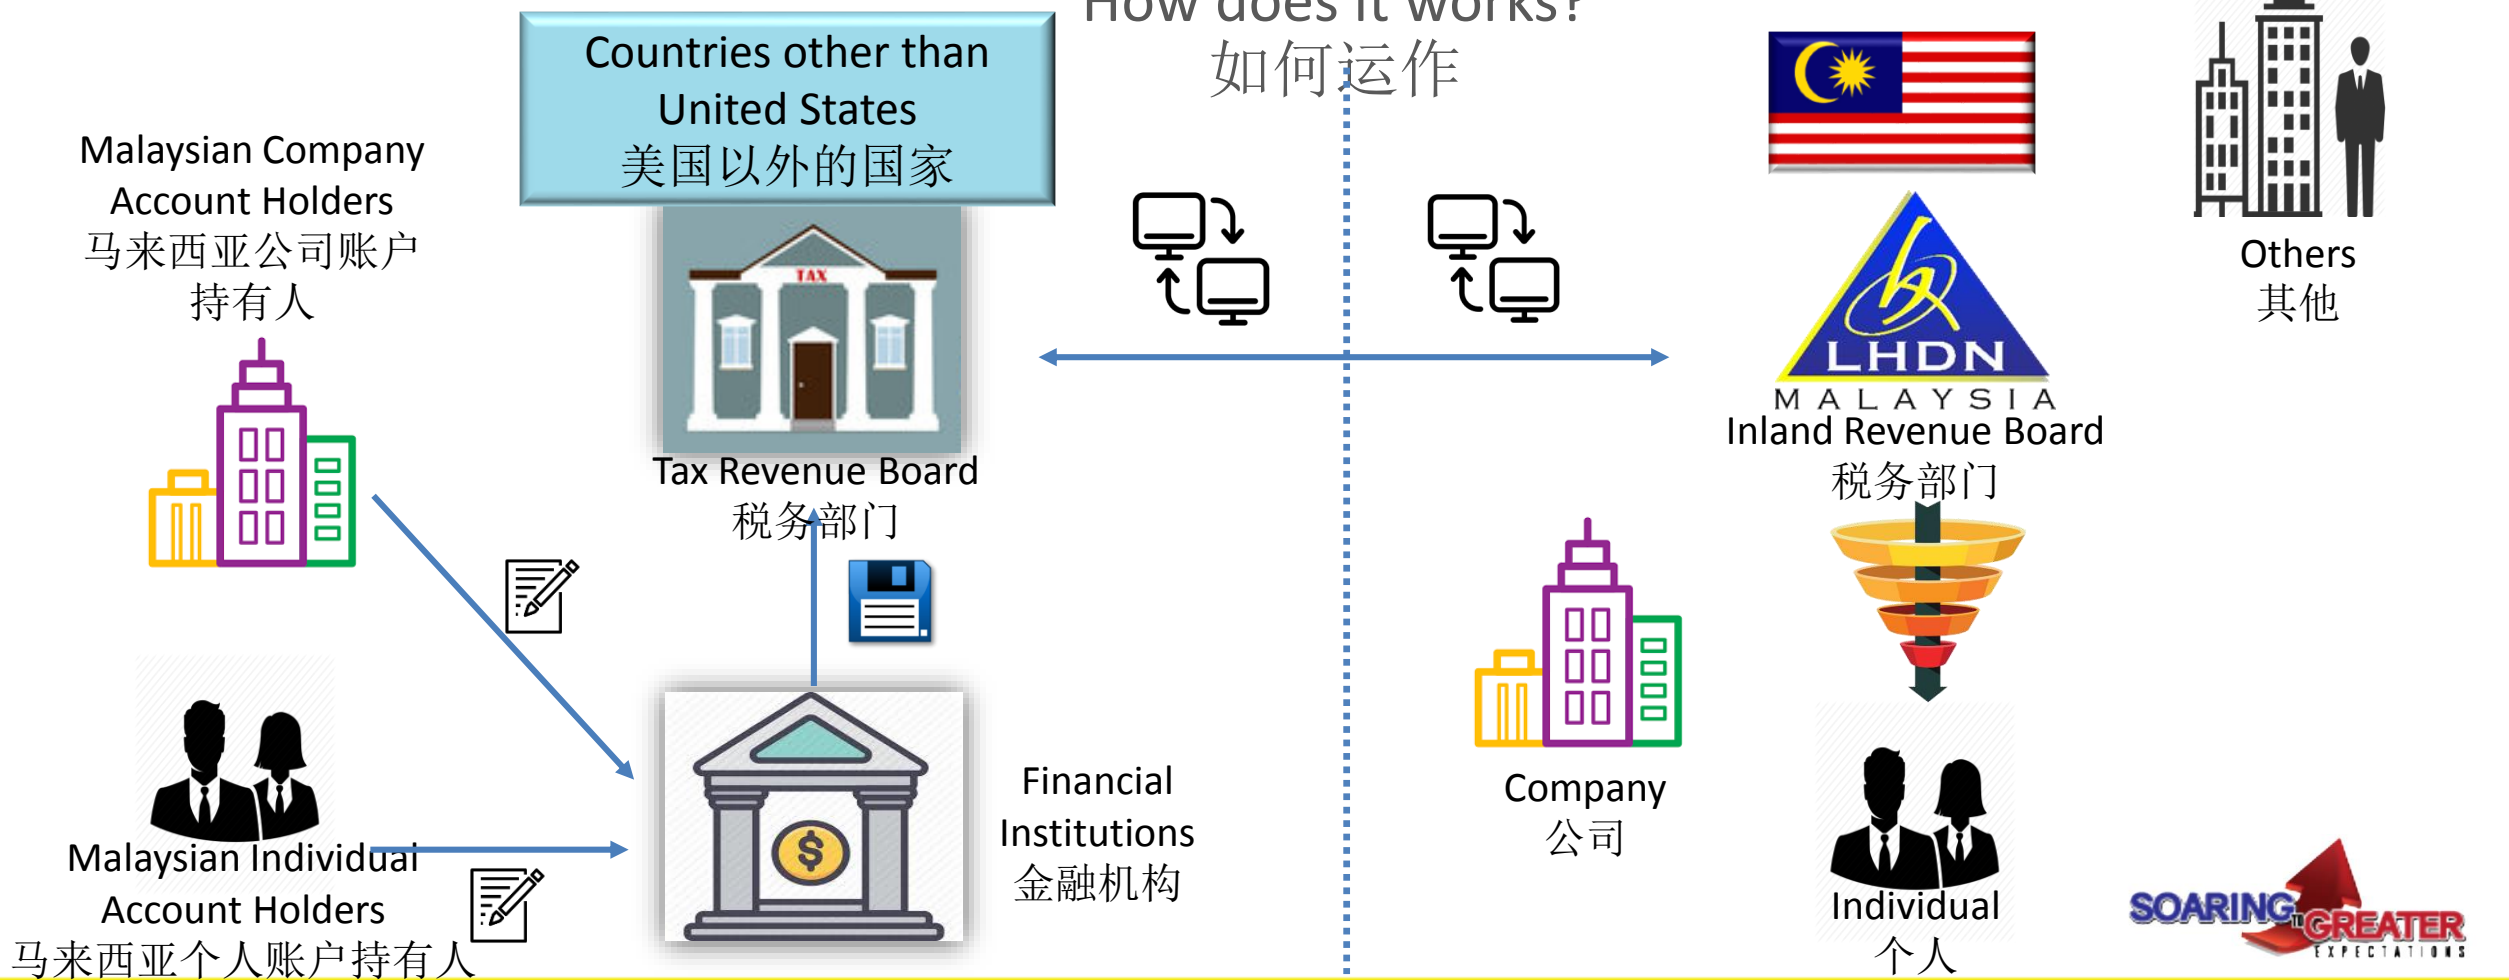 How does it works?
如何运作
Countries other than
United States
美国以外的国家
Malaysian Company
Account Holders
马来西亚公司账户
持有人
TAX
Tax Revenue Board
税务部门
LHDN
MALAYSIA
Inland Revenue Board
税务部门
Others
其他
Malaysian Individual
Account Holders
马来西亚个人账户持有人
$
Financial
Institutions
金融机构
Company
公司
Individual
个人
SOARING TO GREATER
EXPECTATIONS